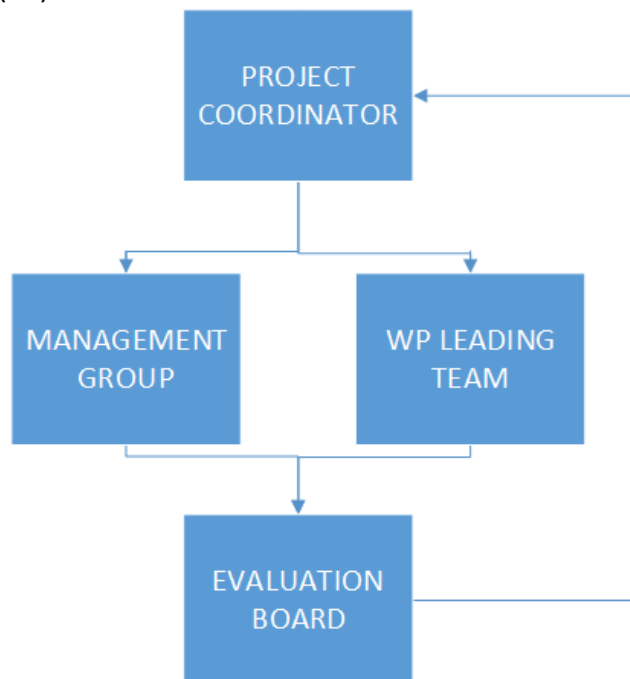 PROJECT
COORDINATOR
MANAGEMENT
GROUP
WP LEADING
TEAM
EVALUATION
BOARD